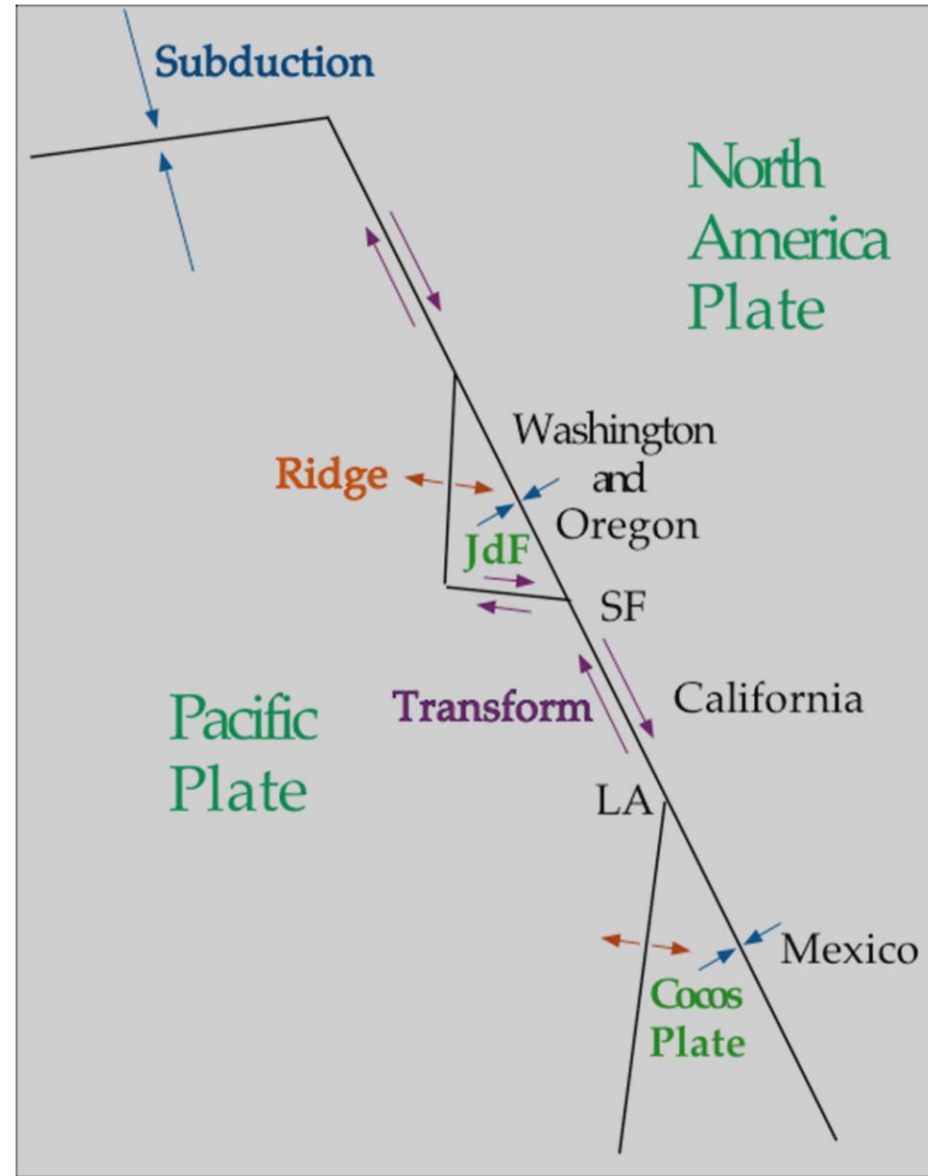 Subduction
North
America
Plate
Washington
and
Oregon
Ridge
JdF
SF
Transform
California
Pacific
Plate
LA
Mexico
Cocos
Plate